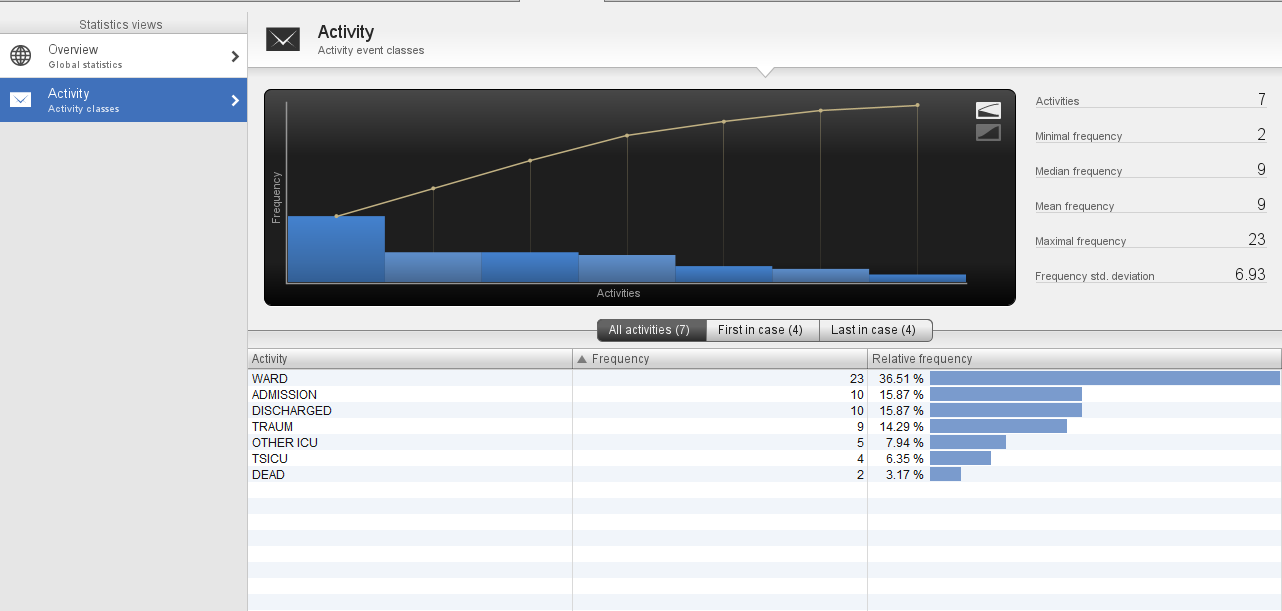 Statistics views
Overview
Global statistics
Activity
Activity classes
Activity
Activity event classes
Frequency
Activities
Activities 7
Minimal frequency 2
Median frequency 9
Mean frequency 9
Maximal frequency 23
Frequency std. deviation 6.93
All activities (7) First in case (4) Last in case (4)
Activity Frequency Relative frequency
WARD 23 36.51 %
ADMISSION 10 15.87 %
DISCHARGED 10 15.87 %
TRAUM 9 14.29 %
OTHER ICU 5 7.94 %
TSICU 4 6.35 %
DEAD 2 3.17 %